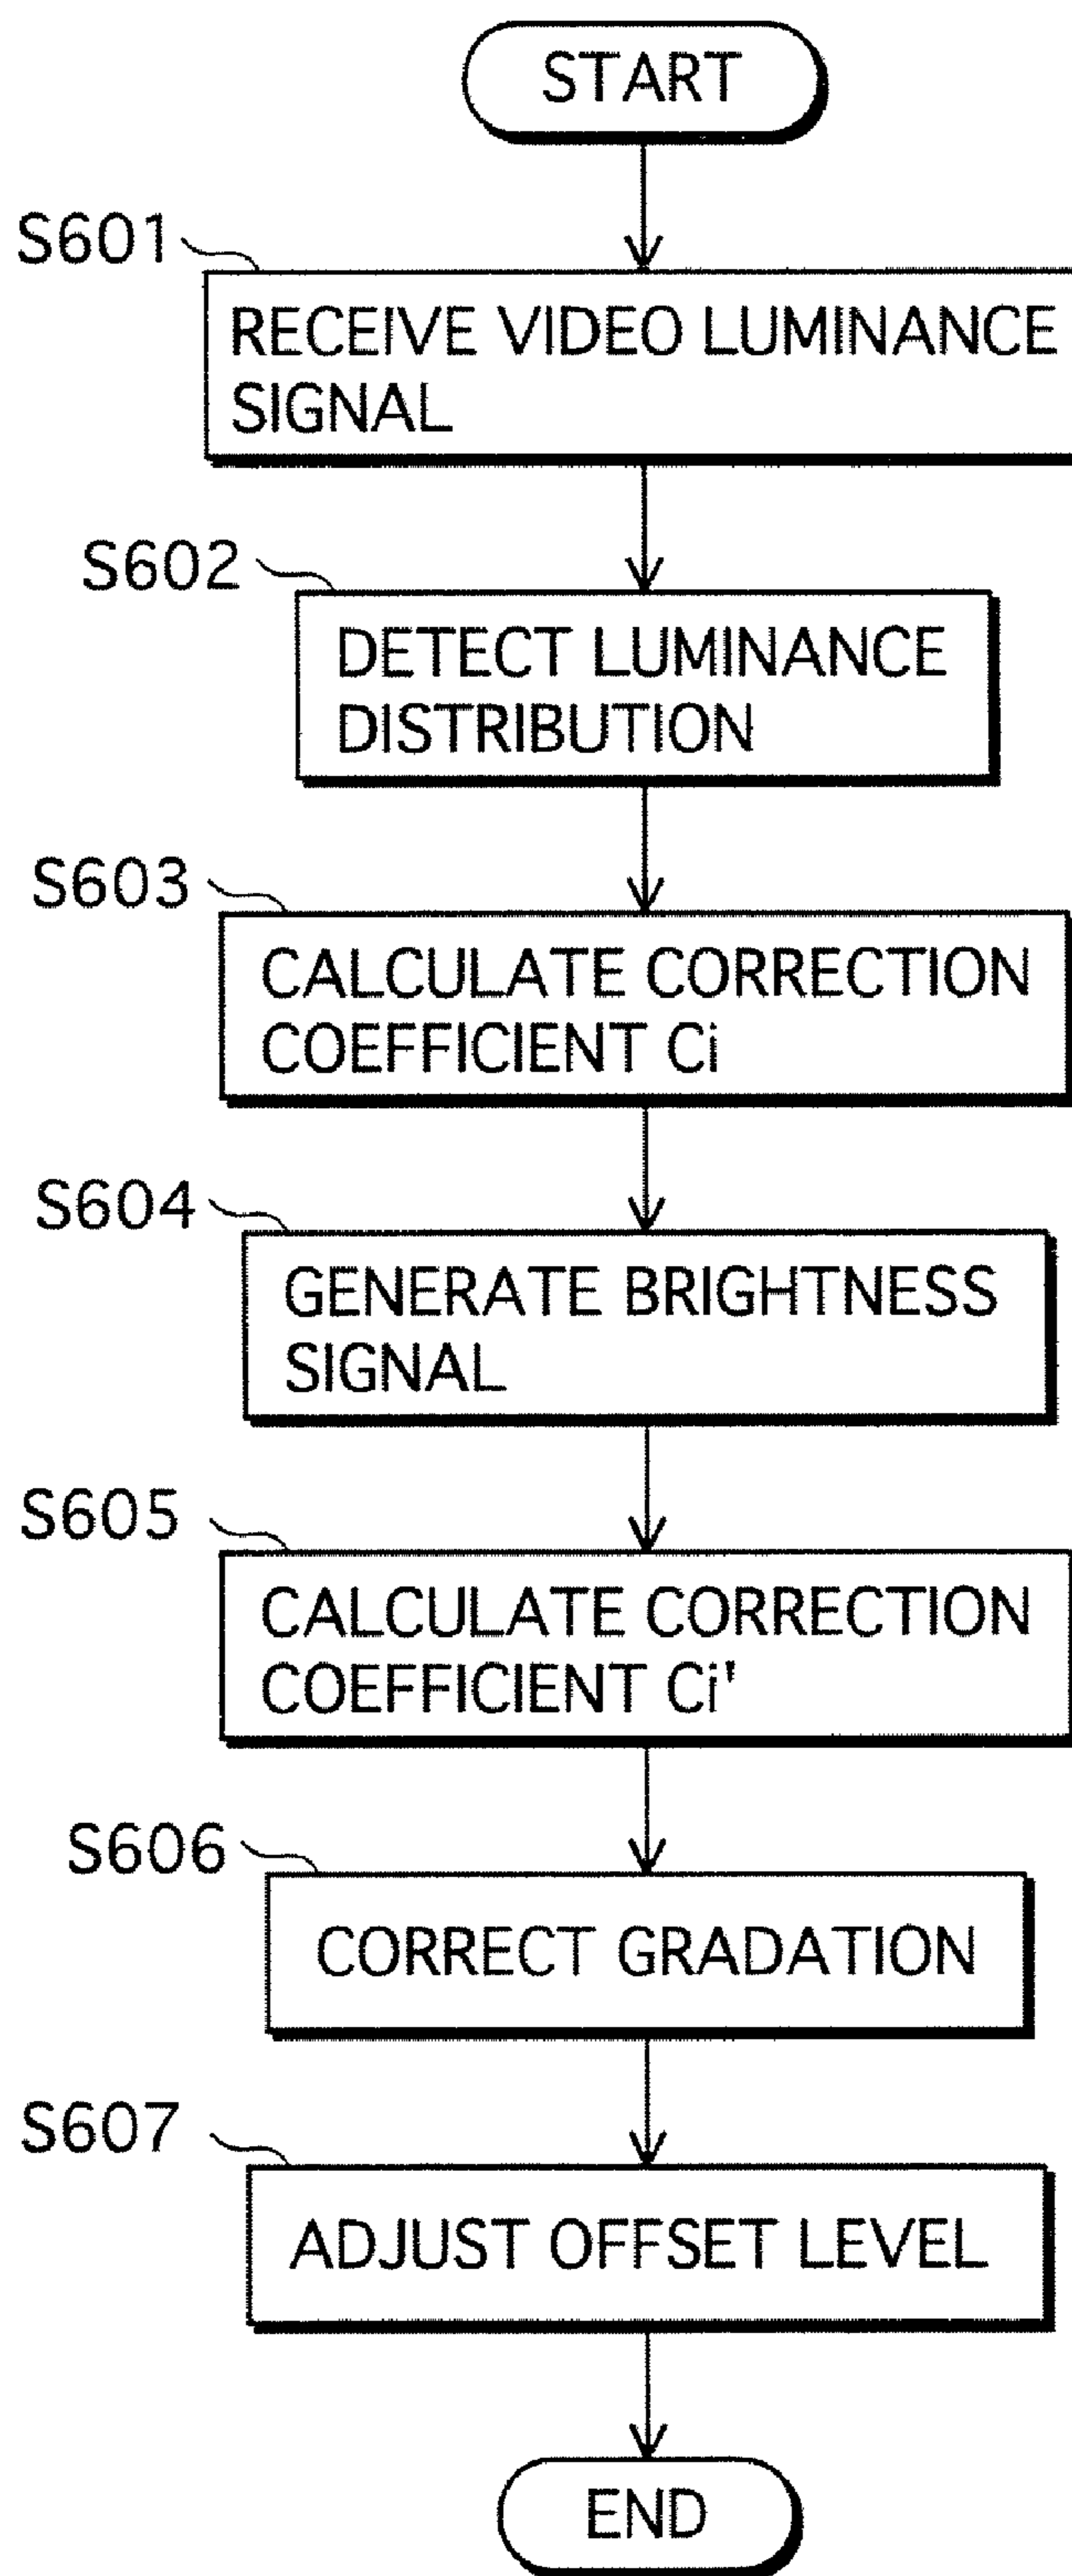 START
S601
RECEIVE VIDEO LUMINANCE
SIGNAL
S602
DETECT LUMINANCE
DISTRIBUTION
S603
CALCULATE CORRECTION
COEFFICIENT Ci
S604
GENERATE BRIGHTNESS
SIGNAL
S605
CALCULATE CORRECTION
COEFFICIENT Ci'
S606
CORRECT GRADATION
S607
ADJUST OFFSET LEVEL
END